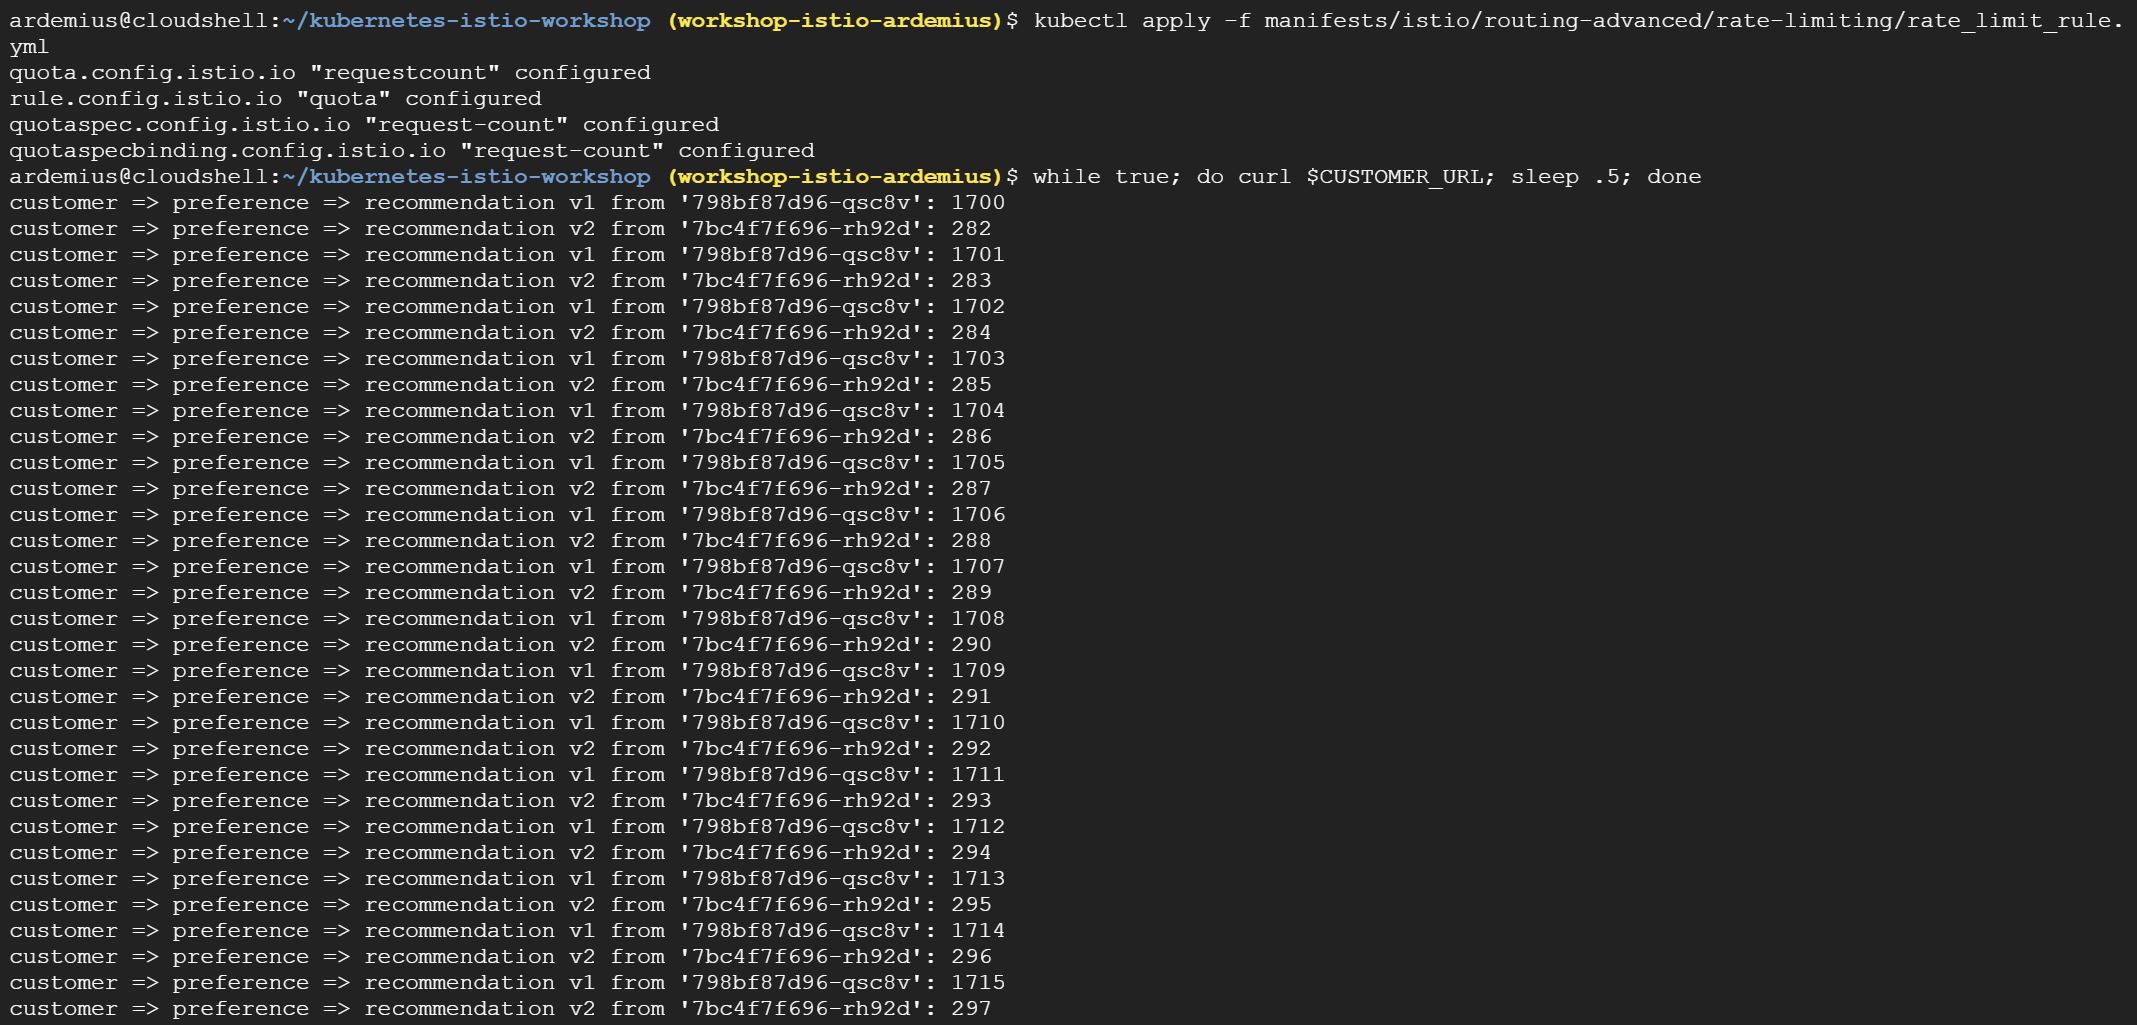 ardemius@cloudshell:~/kubernetes-istio-workshop (workshop-istio-ardemius)$ kubectl apply -f manifests/istio/routing-advanced/rate-limiting/rate_limit_rule.
yml
quota.config.istio.io "requestcount" configured
rule.config.istio.io "quota" configured
quotaspec.config.istio.io "request-count" configured
quotaspecbinding.config.istio.io "request-count" configured
ardemius@cloudshell:~/kubernetes-istio-workshop (workshop-istio-ardemius)$ while true; do curl $CUSTOMER_URL; sleep .5; done
customer => preference => recommendation v1 from '798bf87d96-qsc8v': 1700
customer => preference => recommendation v2 from '7bc4f7f696-rh92d': 282
customer => preference => recommendation v1 from '798bf87d96-qsc8v': 1701
customer => preference => recommendation v2 from '7bc4f7f696-rh92d': 283
customer => preference => recommendation v1 from '798bf87d96-qsc8v': 1702
customer => preference => recommendation v2 from '7bc4f7f696-rh92d': 284
customer => preference => recommendation v1 from '798bf87d96-qsc8v': 1703
customer => preference => recommendation v2 from '7bc4f7f696-rh92d': 285
customer => preference => recommendation v1 from '798bf87d96-qsc8v': 1704
customer => preference => recommendation v2 from '7bc4f7f696-rh92d': 286
customer => preference => recommendation v1 from '798bf87d96-qsc8v': 1705
customer => preference => recommendation v2 from '7bc4f7f696-rh92d': 287
customer => preference => recommendation v1 from '798bf87d96-qsc8v': 1706
customer => preference => recommendation v2 from '7bc4f7f696-rh92d': 288
customer => preference => recommendation v1 from '798bf87d96-qsc8v': 1707
customer => preference => recommendation v2 from '7bc4f7f696-rh92d': 289
customer => preference => recommendation v1 from '798bf87d96-qsc8v': 1708
customer => preference => recommendation v2 from '7bc4f7f696-rh92d': 290
customer => preference => recommendation v1 from '798bf87d96-qsc8v': 1709
customer => preference => recommendation v2 from '7bc4f7f696-rh92d': 291
customer => preference => recommendation v1 from '798bf87d96-qsc8v': 1710
customer => preference => recommendation v2 from '7bc4f7f696-rh92d': 292
customer => preference => recommendation v1 from '798bf87d96-qsc8v': 1711
customer => preference => recommendation v2 from '7bc4f7f696-rh92d': 293
customer => preference => recommendation v1 from '798bf87d96-qsc8v': 1712
customer => preference => recommendation v2 from '7bc4f7f696-rh92d': 294
customer => preference => recommendation v1 from '798bf87d96-qsc8v': 1713
customer => preference => recommendation v2 from '7bc4f7f696-rh92d': 295
customer => preference => recommendation v1 from '798bf87d96-qsc8v': 1714
customer => preference => recommendation v2 from '7bc4f7f696-rh92d': 296
customer => preference => recommendation v1 from '798bf87d96-qsc8v': 1715
customer => preference => recommendation v2 from '7bc4f7f696-rh92d': 297